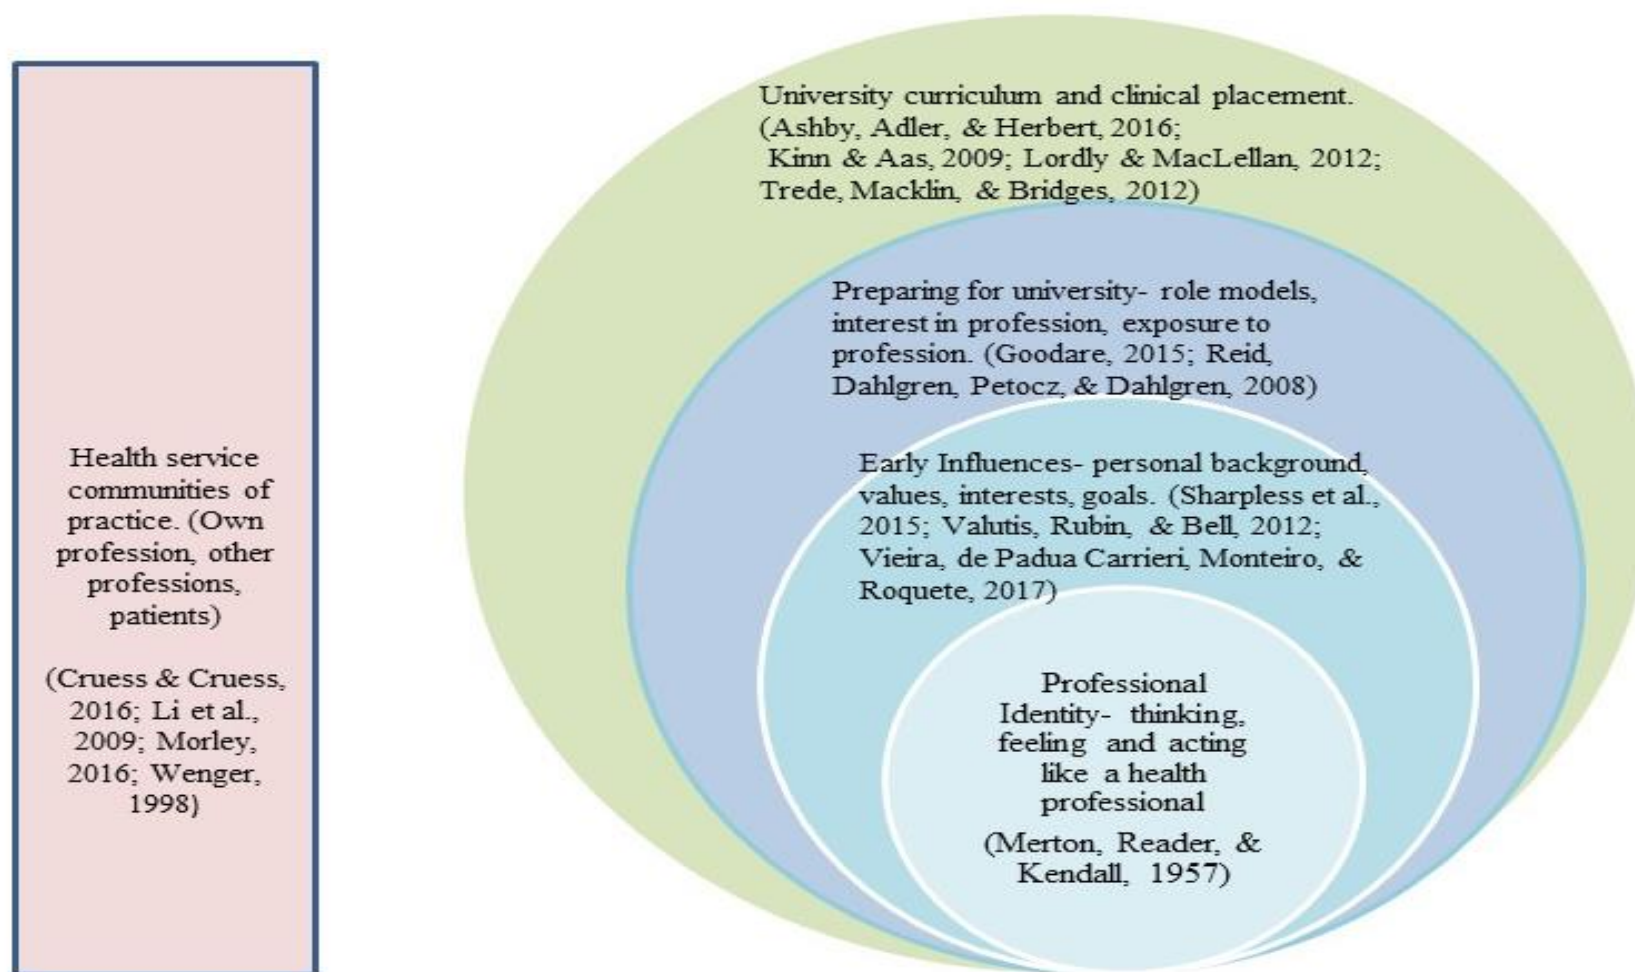 Health service
communities of
practice. (Own
profession, other
professions,
patients)
(Cruess & Cruess,
2016; Li et al.,
2009; Morley,
2016; Wenger,
1998)
University curriculum and clinical placement.
(Ashby, Adler, & Herbert, 2016;
Kinn & Aas, 2009; Lordly & MacLellan, 2012;
Trede, Macklin, & Bridges, 2012)
Preparing for university- role models,
interest in profession, exposure to
profession. (Goodare, 2015; Reid,
Dahlgren, Petocz, & Dahlgren, 2008)
Early Influences- personal background,
values, interests, goals. (Sharpless et al.,
2015; Valutis, Rubin, & Bell, 2012;
Vieira, de Padua Carrieri, Monteiro, &
Roquete, 2017)
Professional
Identity- thinking,
feeling and acting
like a health
professional
(Merton, Reader, &
Kendall, 1957)